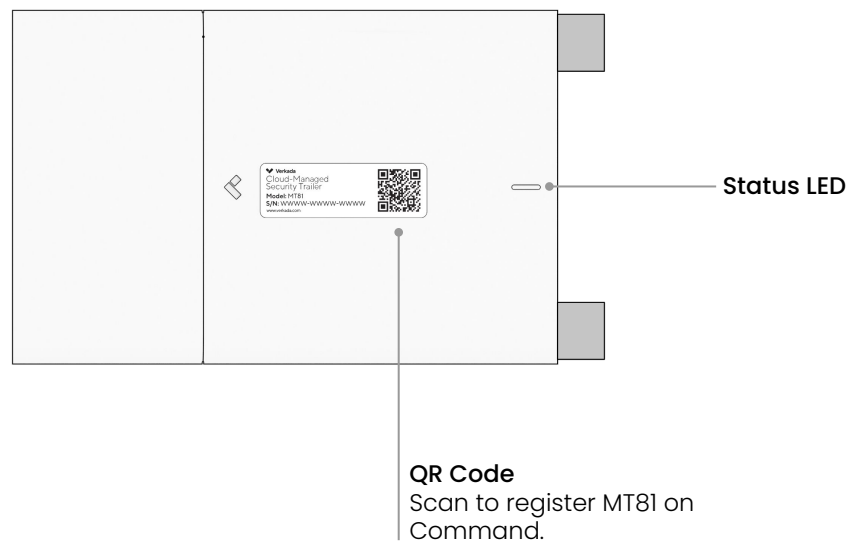 Verkada
Cloud-Managed
Security Trailer
Model: MT81
S/N: WWWW-WWWW-WWWW
www.verkada.com
Status LED
QR Code
Scan to register MT81 on
Command.